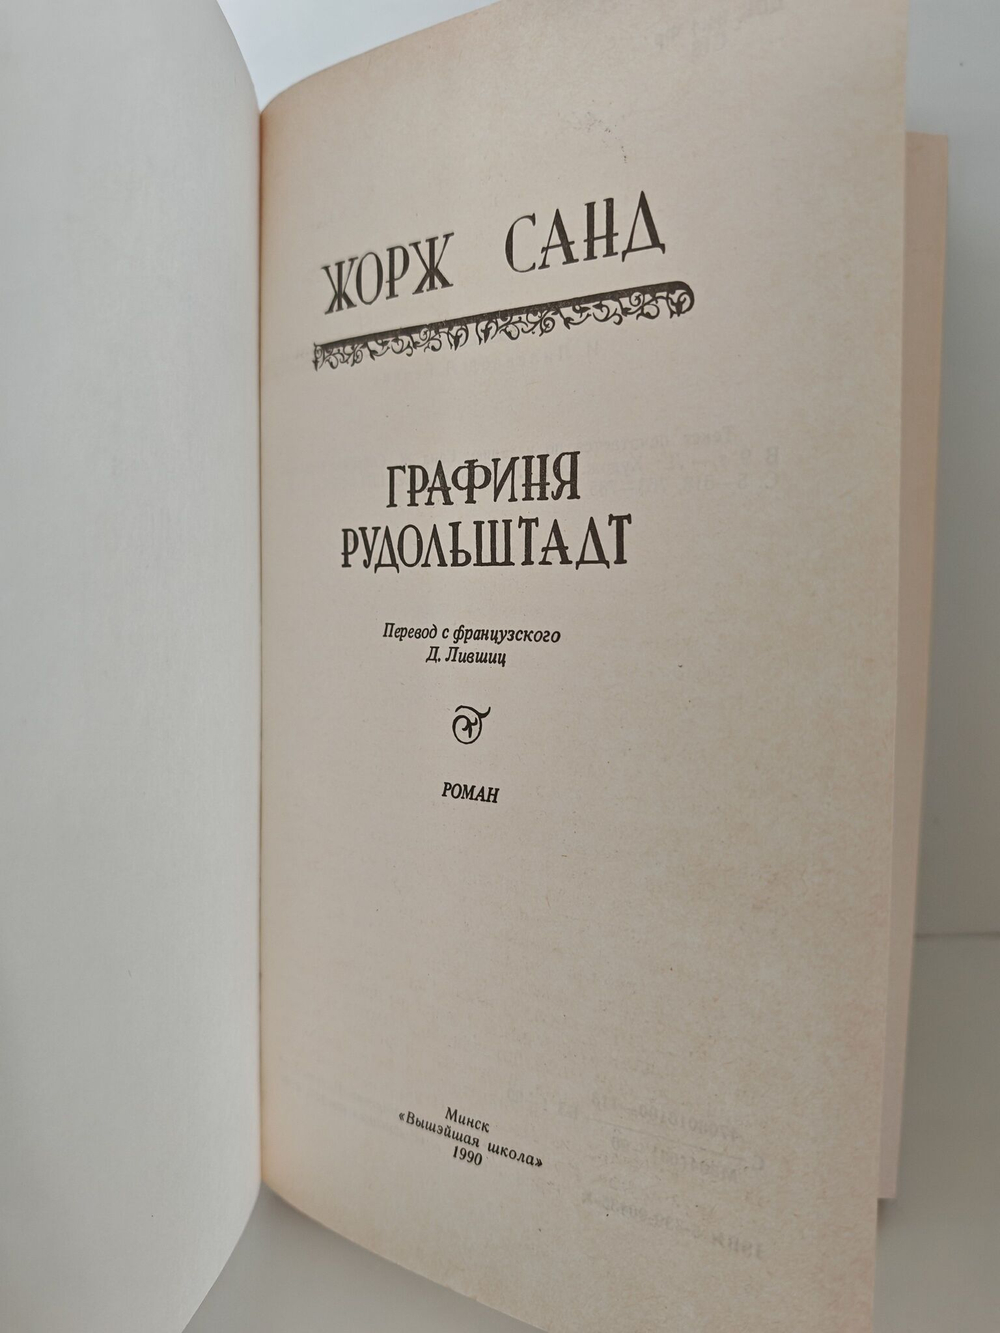 ЖОРЖ САНД
ГРАФИНЯ
РУДОЛЬШТАДТ
Перевод с французского
Д. Лившиц
РОМАН
Минск
«Вышэйшая школа»
1990